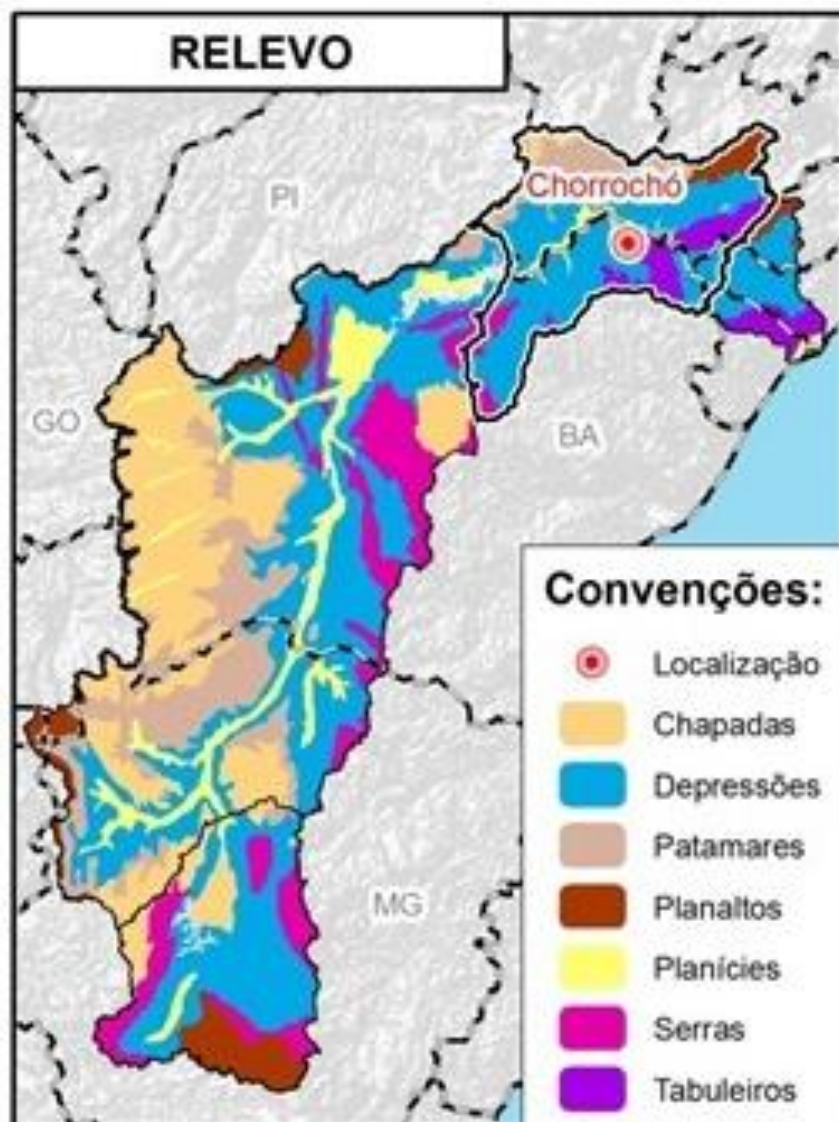 RELEVO
PI
Chorrochó
GO
BA
MG
Convenções:
Localização
Chapadas
Depressões
Patamares
Planaltos
Planícies
Serras
Tabuleiros